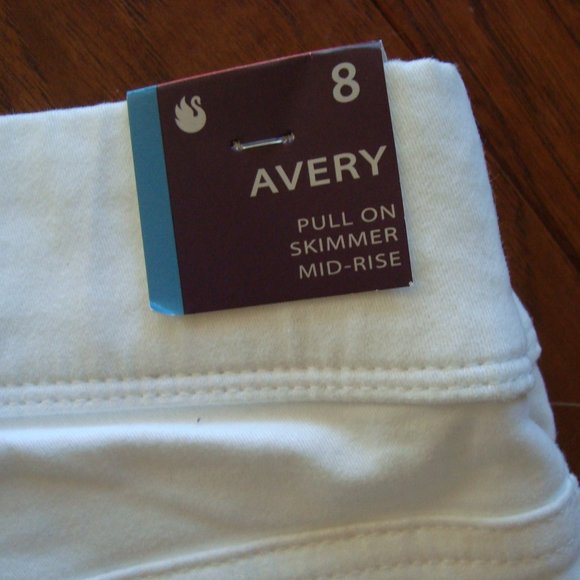 8
AVERY
PULL ON
SKIMMER
MID-RISE